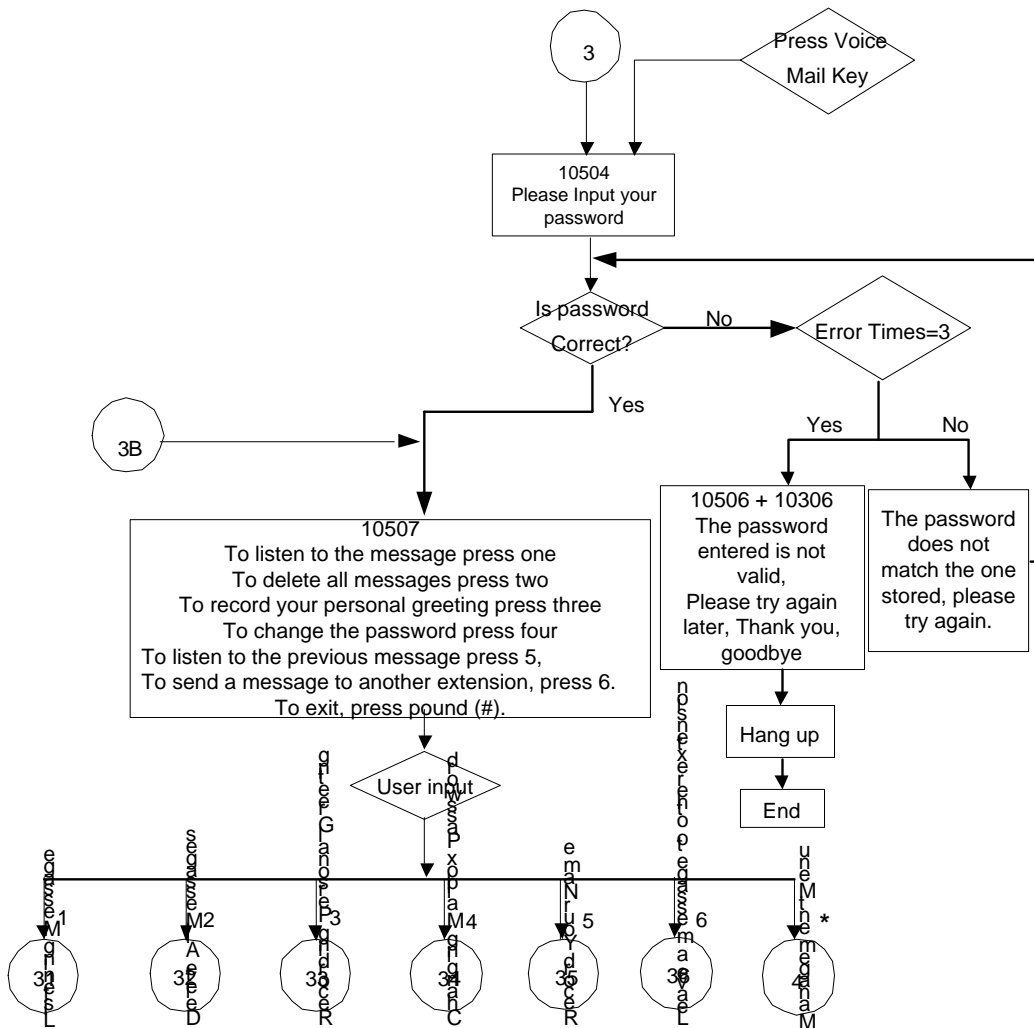 3
Press Voice
Mail Key
10504
Please Input your
password
Is password
Correct?
No
Error Times=3
Yes
3B
Yes
No
10507
To listen to the message press one
To delete all messages press two
To record your personal greeting press three
To change the password press four
To listen to the previous message press 5,
To send a message to another extension, press 6.
To exit, press pound (#).
10506 + 10306
The password
entered is not
valid,
Please try again
later, Thank you,
goodbye
The password
does not
match the one
stored, please
try again.
Hang up
End
User input
1
2
3
4
5
6
*
31
32
33
34
35
36
4
Management Menu